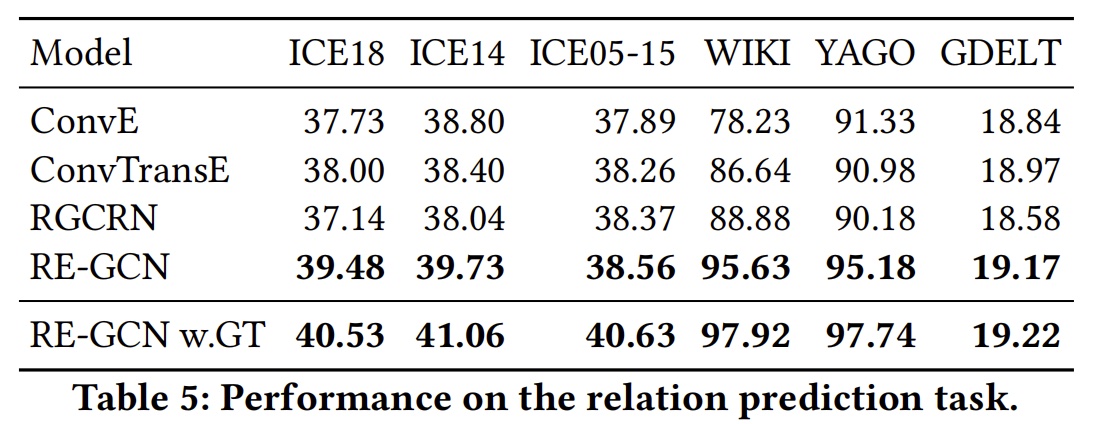 Model ICE18 ICE14 ICE05-15 WIKI YAGO GDELT
ConvE 37.73 38.80 37.89 78.23 91.33 18.84
ConvTransE 38.00 38.40 38.26 86.64 90.98 18.97
RGCRN 37.14 38.04 38.37 88.88 90.18 18.58
RE-GCN 39.48 39.73 38.56 95.63 95.18 19.17
RE-GCN w.GT 40.53 41.06 40.63 97.92 97.74 19.22
Table 5: Performance on the relation prediction task.